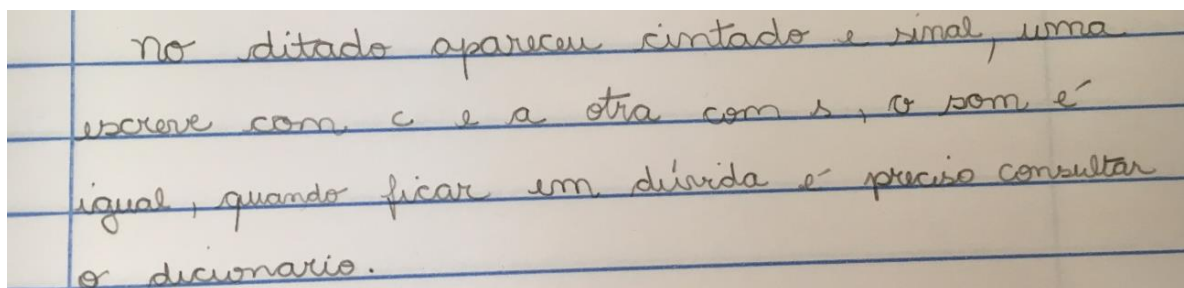 no ditado apareceu cintado e sinal, uma
escreve com c e a otra com s, o som é
igual, quando ficar em dúvida é preciso consultar
o dicionario.